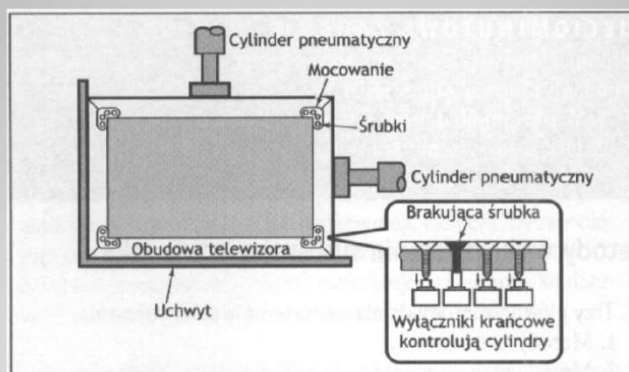 Cylinder pneumatyczny
Mocowanie
Śrubki
Cylinder pneumatyczny
Brakująca śrubka
Obudowa telewizora
Uchwyt
Wyłączniki krańcowe
kontrolują cylindry